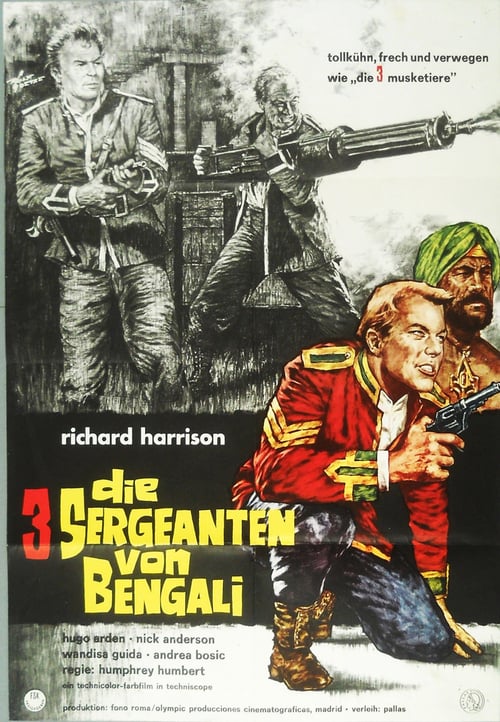 tollkühn, frech und verwegen
wie „die 3 musketiere"
richard harrison
die
3 SERGEANTEN
von
BENGALI
hugo arden · nick anderson
wandisa guida · andrea bosic
regie: humphrey humbert
ein technicolor-farbfilm in techniscope
produktion: fono roma/olympic producciones cinematograficas, madrid · verleih: pallas
FSK